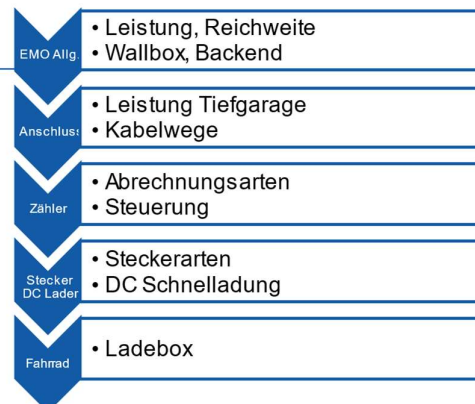 EMO Allg.
• Leistung, Reichweite
• Wallbox, Backend
Anschluss
• Leistung Tiefgarage
• Kabelwege
Zähler
• Abrechnungsarten
• Steuerung
Stecker
DC Lader
• Steckerarten
• DC Schnelladung
Fahrrad
• Ladebox